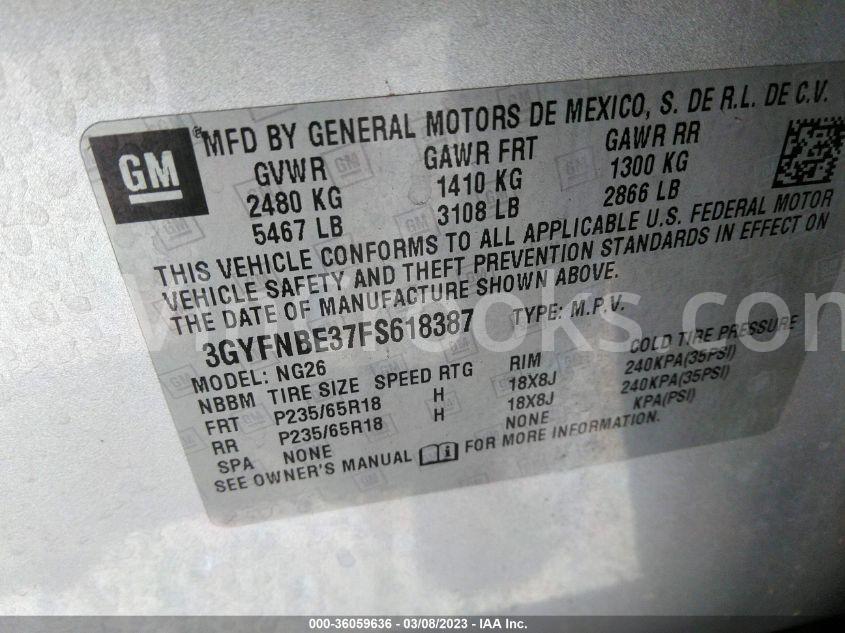 GM
® MFD BY GENERAL MOTORS DE MEXICO, S. DE R.L. DE C.V.
GVWR GAWR FRT GAWR RR
2480 KG 1410 KG 1300 KG
5467 LB 3108 LB 2866 LB
THIS VEHICLE CONFORMS TO ALL APPLICABLE U.S. FEDERAL MOTOR
VEHICLE SAFETY AND THEFT PREVENTION STANDARDS IN EFFECT ON
THE DATE OF MANUFACTURE SHOWN ABOVE.
3GYFNBE37FS618387 TYPE: M.P.V.
MODEL: NG26
NBBM TIRE SIZE SPEED RTG RIM COLD TIRE PRESSURE
FRT P235/65R18 H 18X8J 240KPA(35PSI)
RR P235/65R18 H 18X8J 240KPA(35PSI)
SPA NONE NONE KPA(PSI)
SEE OWNER'S MANUAL FOR MORE INFORMATION.
000-36059636 - 03/08/2023 - IAA Inc.